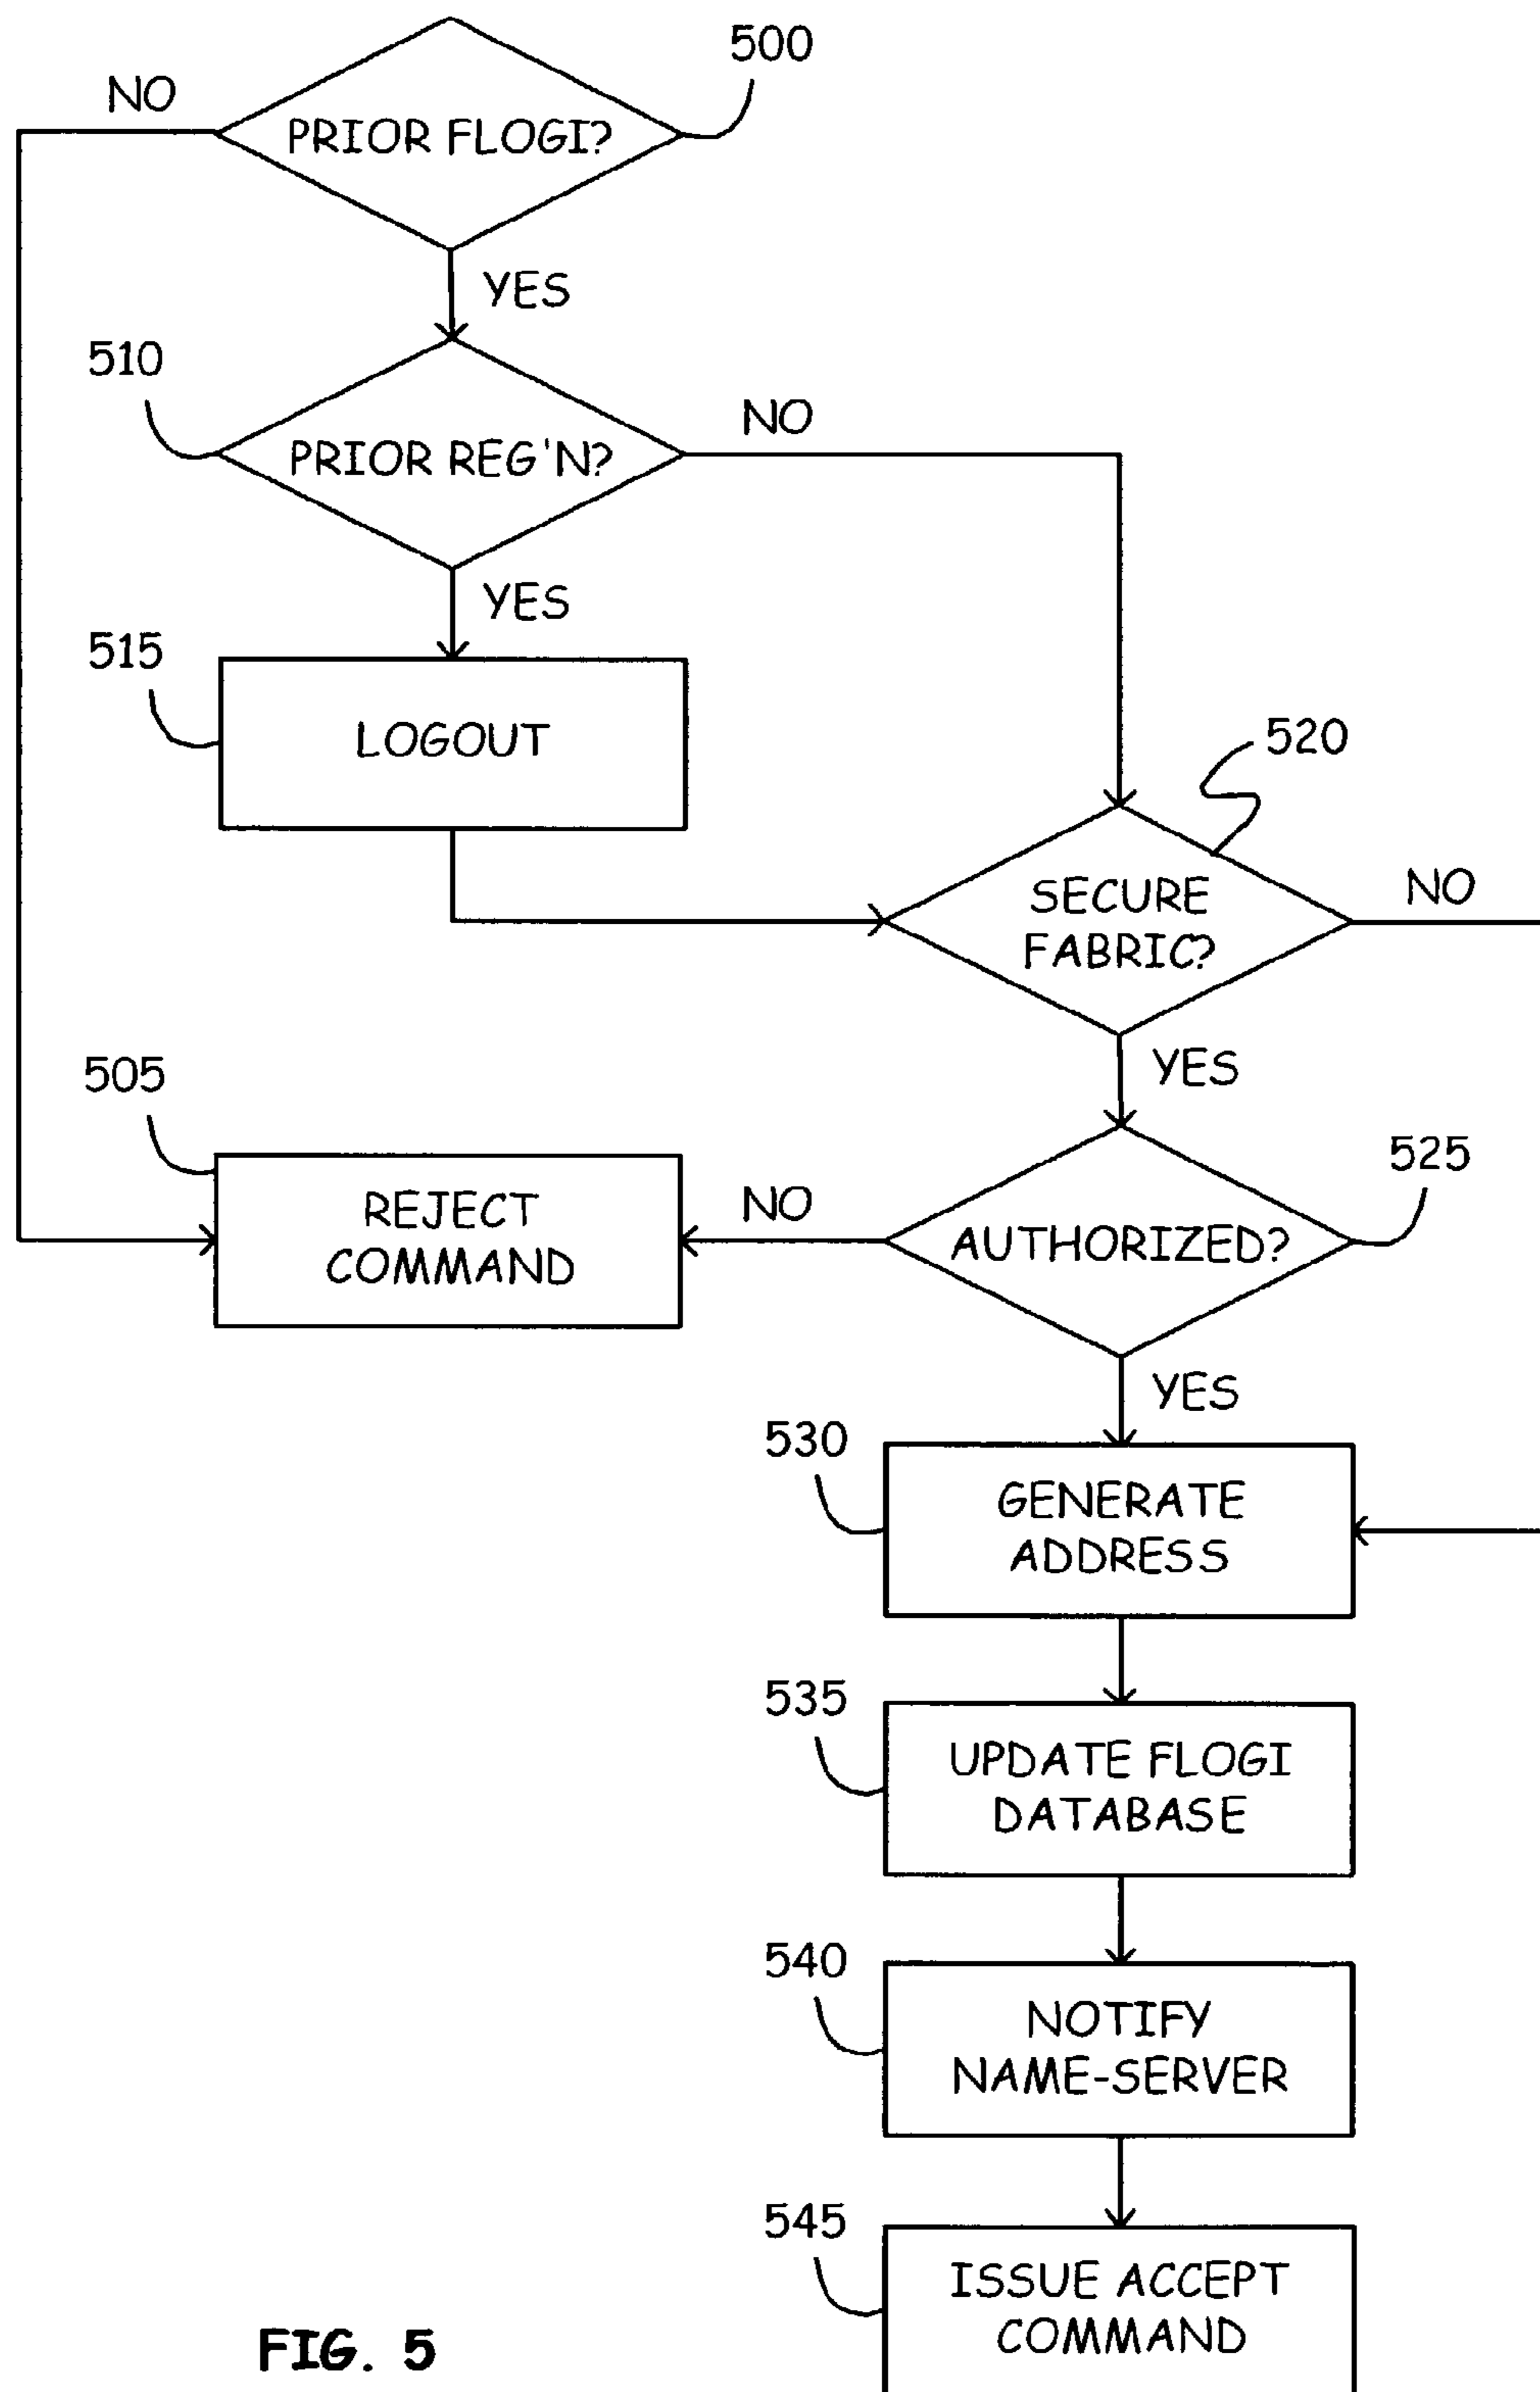 500
NO
PRIOR FLOGI?
YES
510
NO
PRIOR REG'N?
YES
515
LOGOUT
520
SECURE
FABRIC?
NO
YES
505
525
REJECT
COMMAND
NO
AUTHORIZED?
YES
530
GENERATE
ADDRESS
535
UPDATE FLOGI
DATABASE
540
NOTIFY
NAME-SERVER
545
ISSUE ACCEPT
COMMAND
FIG. 5